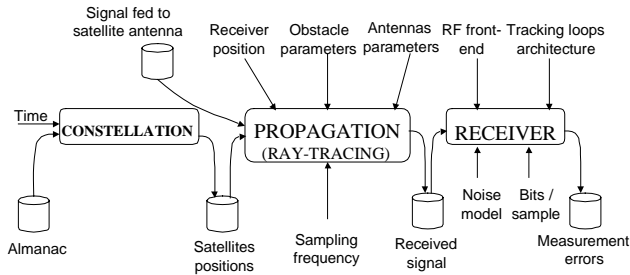 Signal fed to
satellite antenna
Receiver
position
Obstacle
parameters
Antennas
parameters
RF front-
end
Tracking loops
architecture
Time
CONSTELLATION
PROPAGATION
(RAY-TRACING)
RECEIVER
Almanac
Satellites
positions
Sampling
frequency
Received
signal
Noise
model
Bits /
sample
Measurement
errors